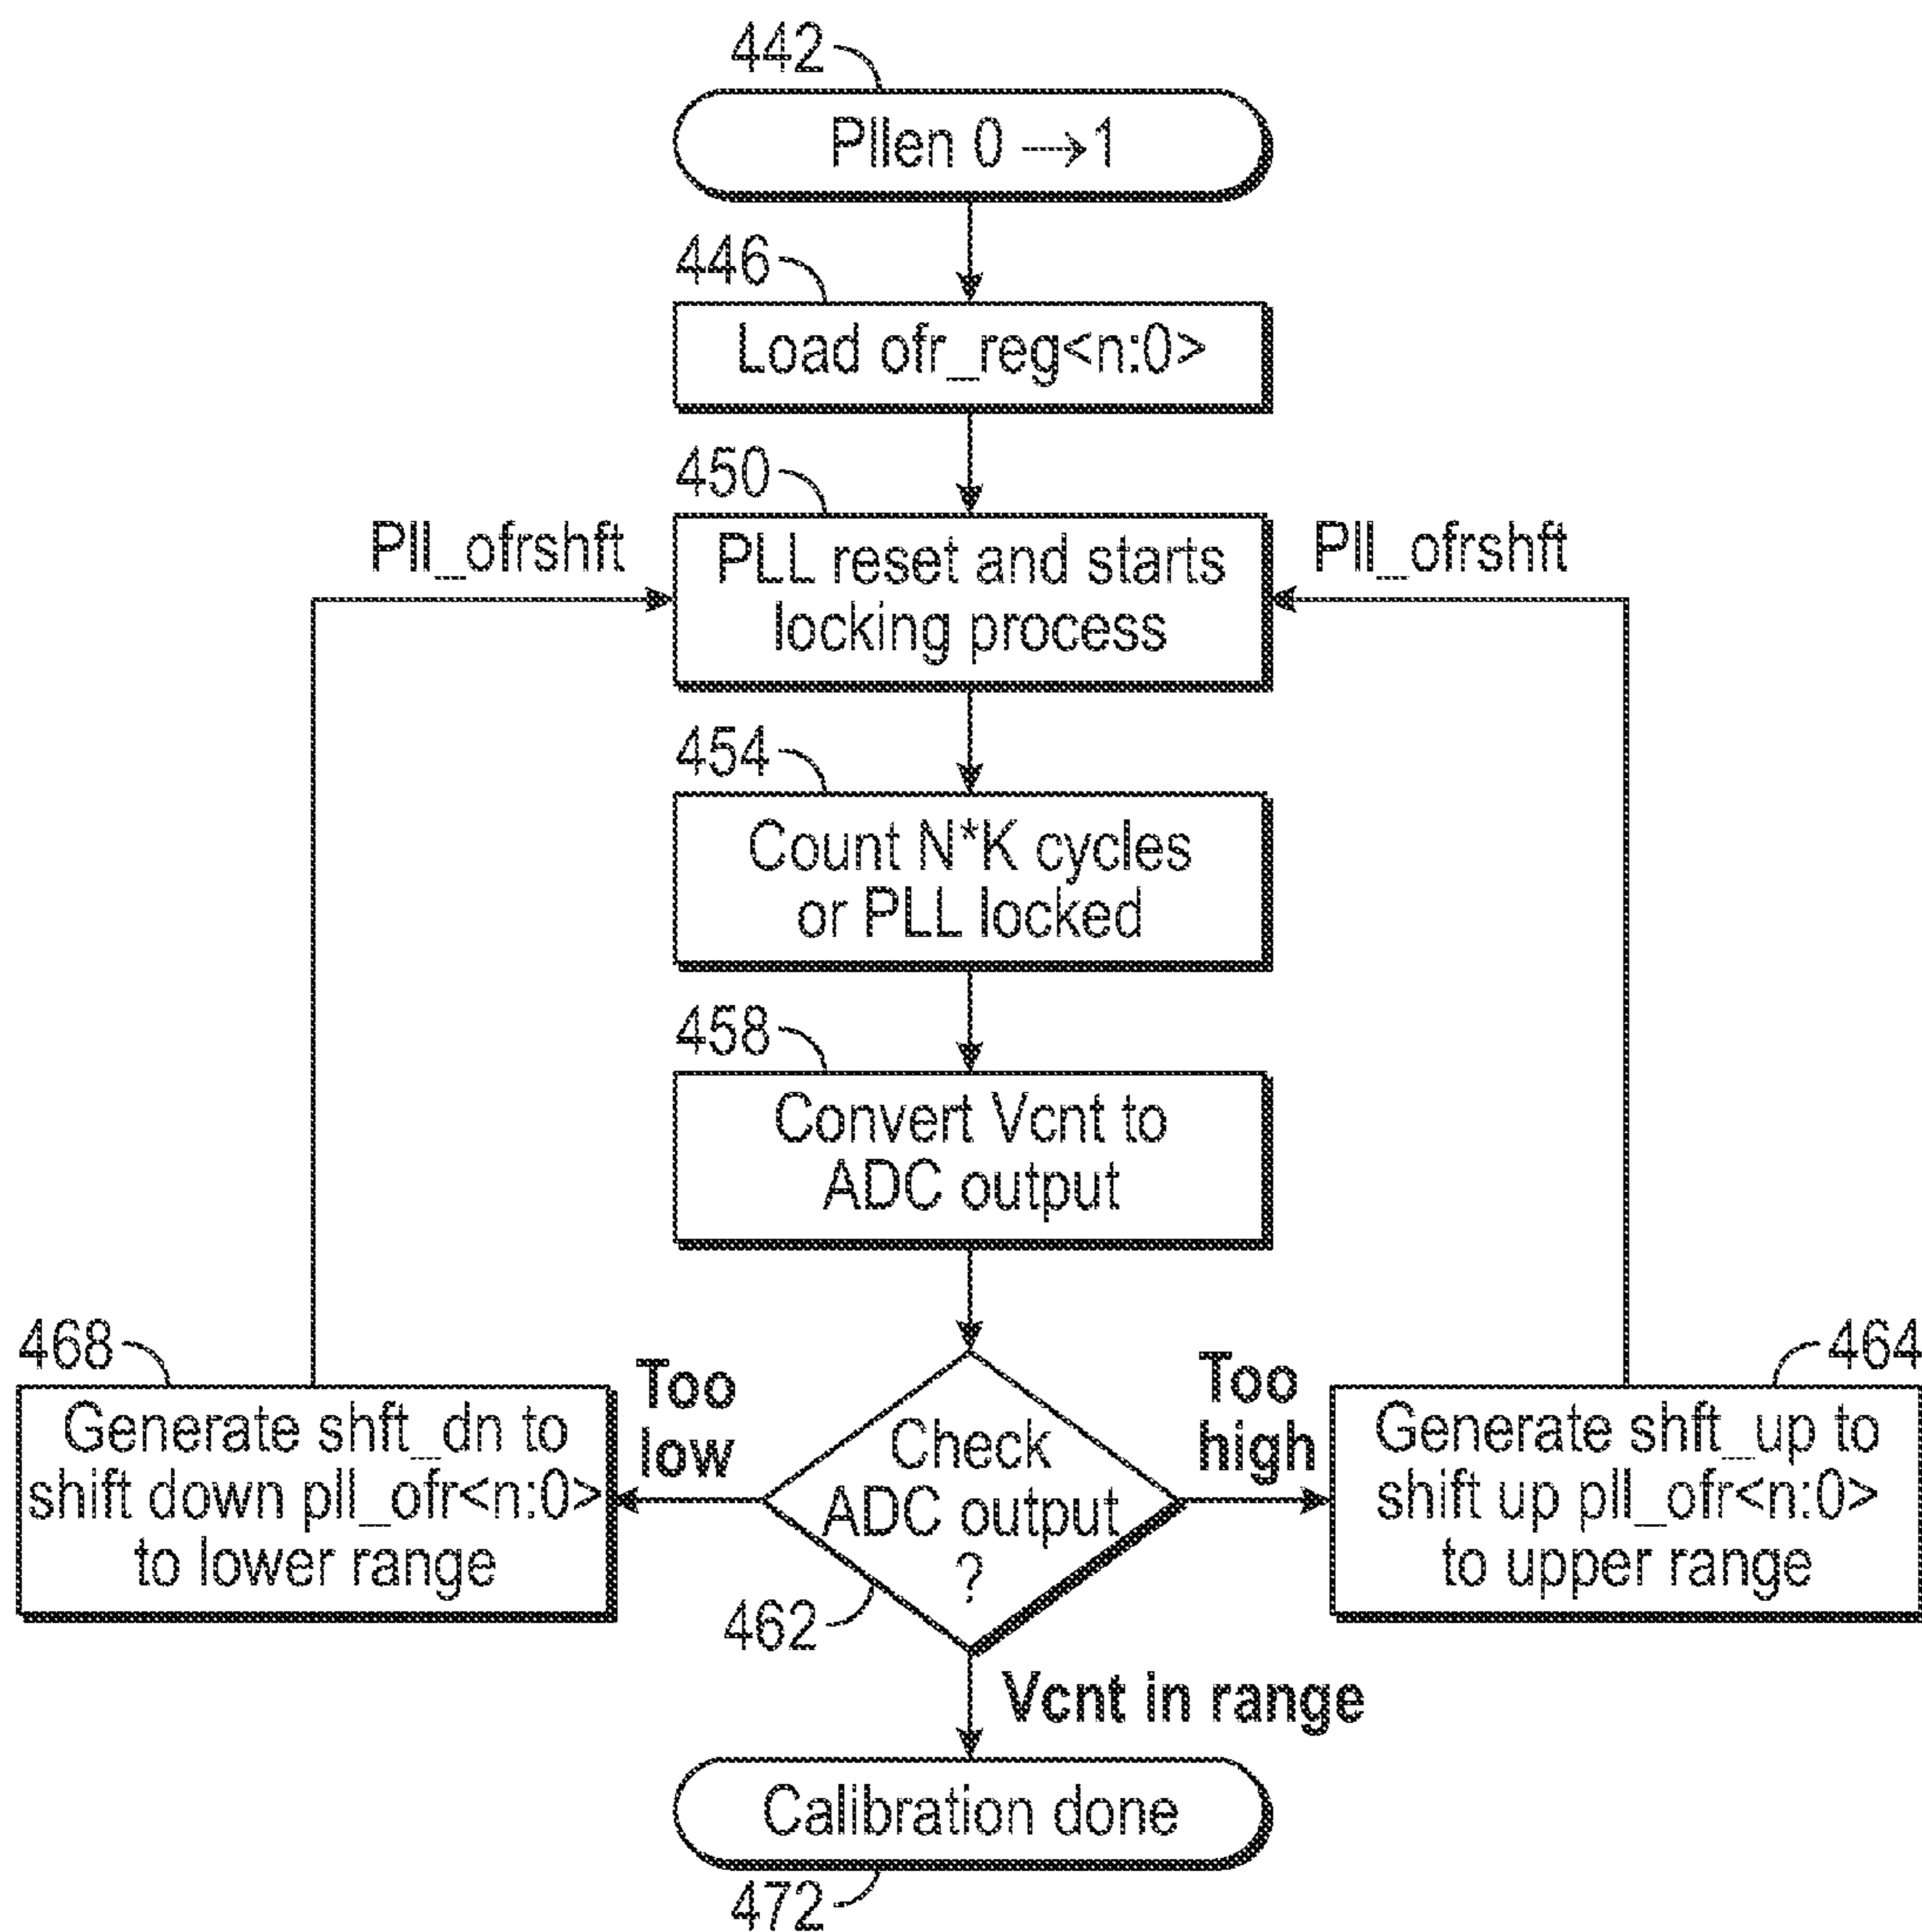 442
Pllen 0 →1
446
Load ofr_reg<n:0>
450
Pll_ofrshft
PLL reset and starts
locking process
Pll_ofrshft
454
Count N*K cycles
or PLL locked
458
Convert Vcnt to
ADC output
468
Generate shft_dn to
shift down pll_ofr<n:0>
to lower range
Too
low
Check
ADC output
?
462
Too
high
464
Generate shft_up to
shift up pll_ofr<n:0>
to upper range
Vcnt in range
Calibration done
472